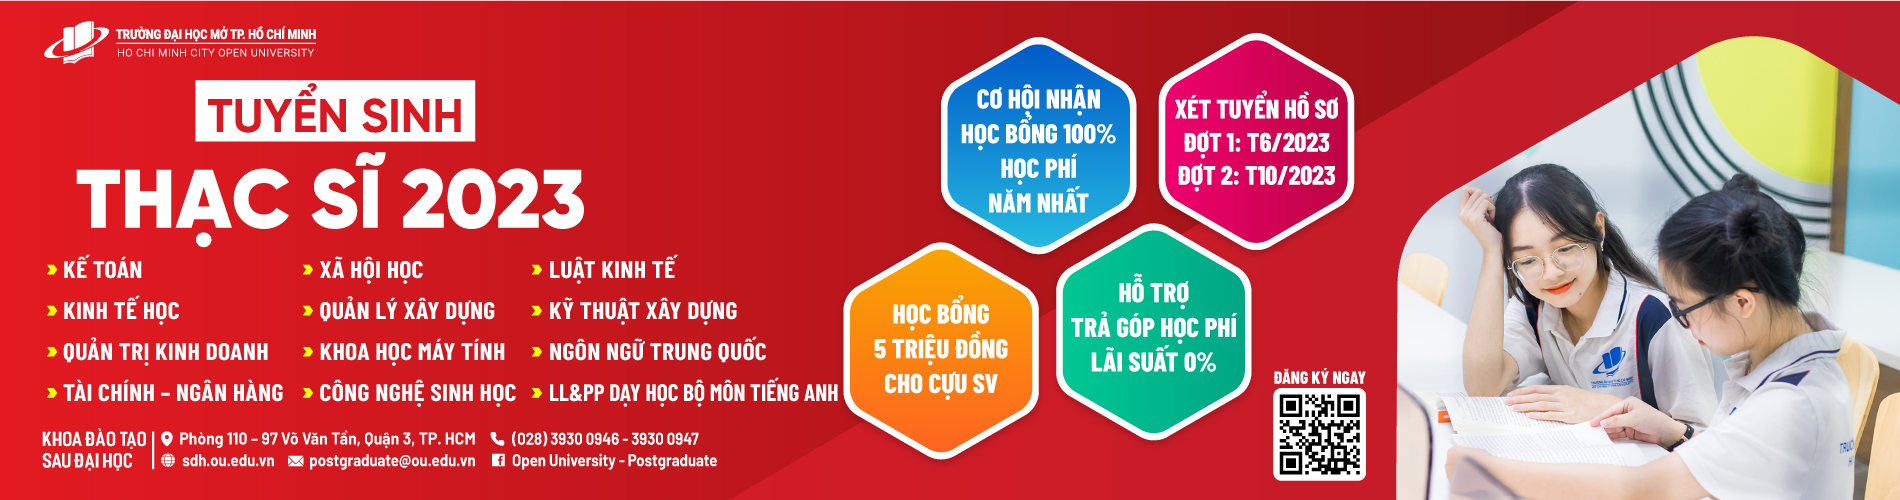 TRƯỜNG ĐẠI HỌC MỞ TP. HỒ CHÍ MINH
HO CHI MINH CITY OPEN UNIVERSITY
TUYỂN SINH
THẠC SĨ 2023
KẾ TOÁN
KINH TẾ HỌC
QUẢN TRỊ KINH DOANH
TÀI CHÍNH – NGÂN HÀNG
XÃ HỘI HỌC
QUẢN LÝ XÂY DỰNG
KHOA HỌC MÁY TÍNH
CÔNG NGHỆ SINH HỌC
LUẬT KINH TẾ
KỸ THUẬT XÂY DỰNG
NGÔN NGỮ TRUNG QUỐC
LL&PP DẠY HỌC BỘ MÔN TIẾNG ANH
KHOA ĐÀO TẠO
SAU ĐẠI HỌC
Phòng 110 – 97 Võ Văn Tần, Quận 3, TP. HCM
(028) 3930 0946 - 3930 0947
sdh.ou.edu.vn
postgraduate@ou.edu.vn
Open University - Postgraduate
CƠ HỘI NHẬN
HỌC BỔNG 100%
HỌC PHÍ
NĂM NHẤT
XÉT TUYỂN HỒ SƠ
ĐỢT 1: T6/2023
ĐỢT 2: T10/2023
HỌC BỔNG
5 TRIỆU ĐỒNG
CHO CỰU SV
HỖ TRỢ
TRẢ GÓP HỌC PHÍ
LÃI SUẤT 0%
ĐĂNG KÝ NGAY